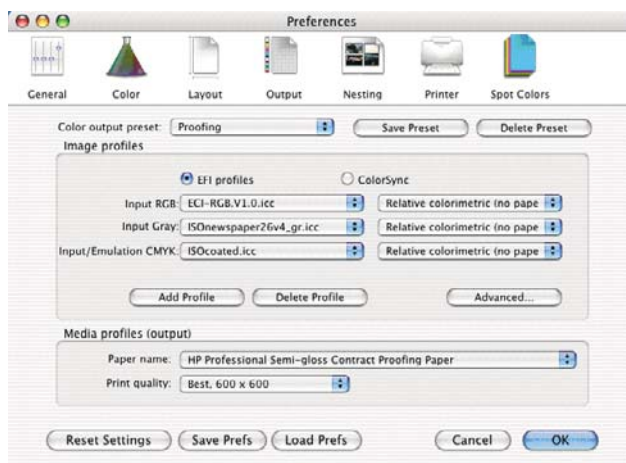 Preferences
General Color Layout Output Nesting Printer Spot Colors
Color output preset: Proofing Save Preset Delete Preset
Image profiles
EFI profiles ColorSync
Input RGB: ECI-RGB.V1.0.icc Relative colorimetric (no pape
Input Gray: ISOnewspaper26v4_gr.icc Relative colorimetric (no pape
Input/Emulation CMYK: ISOcoated.icc Relative colorimetric (no pape
Add Profile Delete Profile Advanced...
Media profiles (output)
Paper name: HP Professional Semi-gloss Contract Proofing Paper
Print quality: Best, 600 x 600
Reset Settings Save Prefs Load Prefs Cancel OK